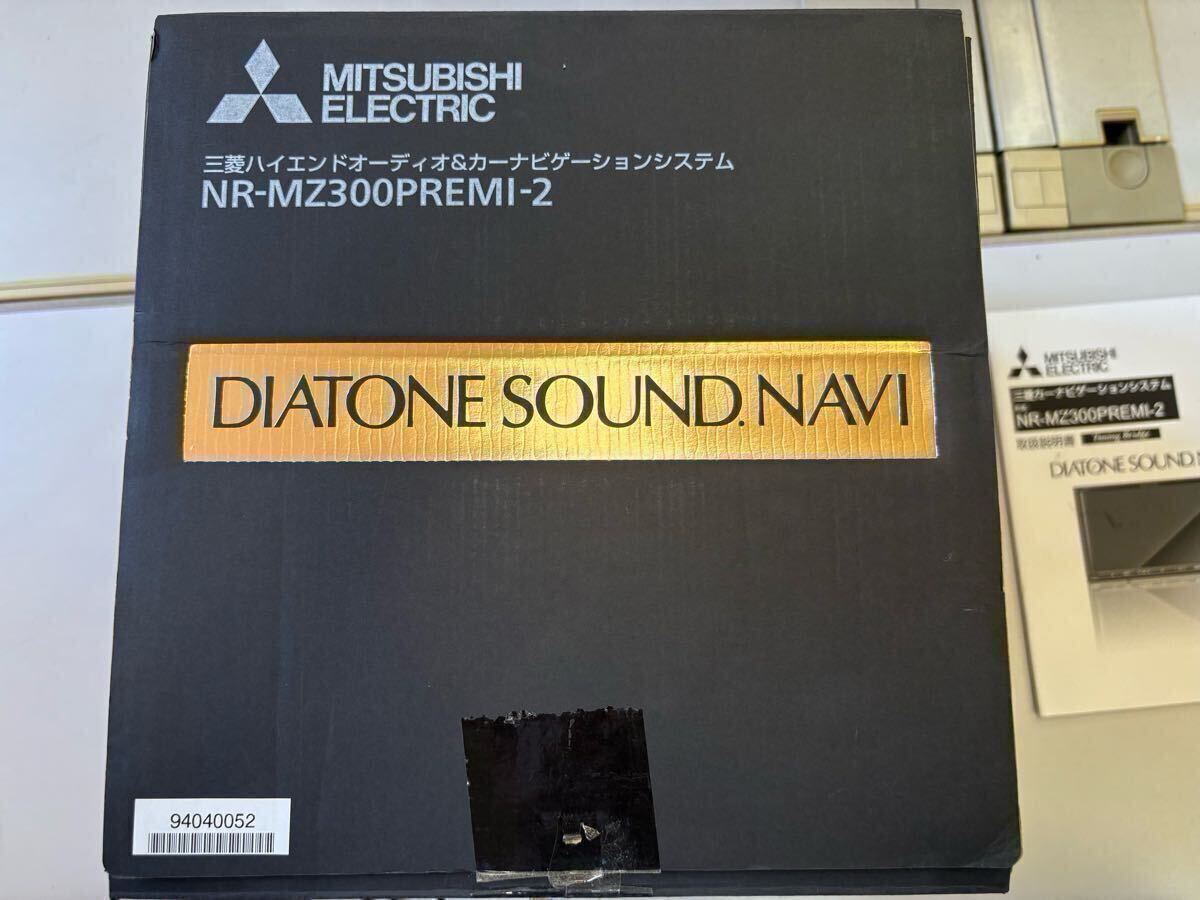 MITSUBISHI
ELECTRIC
三菱ハイエンドオーディオ&カーナビゲーションシステム
NR-MZ300PREMI-2
DIATONE SOUND. NAVI
94040052
MITSUBISHI
ELECTRIC
三菱カーナビゲーションシステム
NR-MZ300PREMI-2
取扱説明書
DIATONE SOUND.